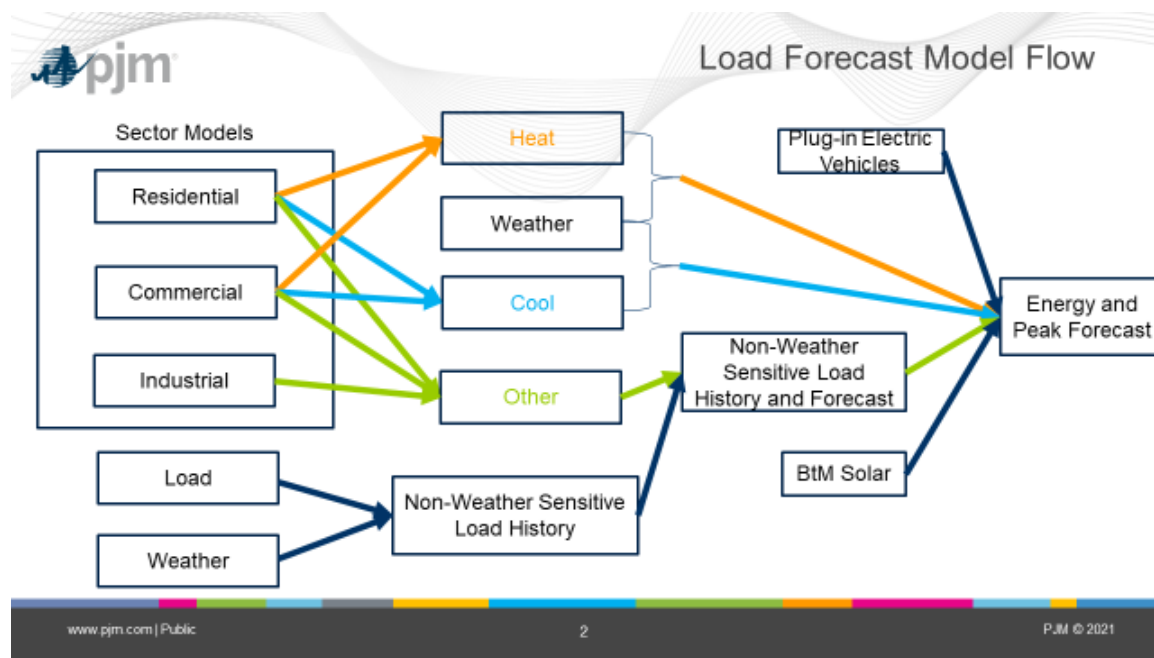 pjm
Load Forecast Model Flow
Sector Models
Residential
Commercial
Industrial
Load
Weather
Heat
Weather
Cool
Other
Non-Weather Sensitive
Load History
Plug-in Electric
Vehicles
Non-Weather
Sensitive Load
History and Forecast
BtM Solar
Energy and
Peak Forecast
www.pjm.com | Public
2
PJM © 2021